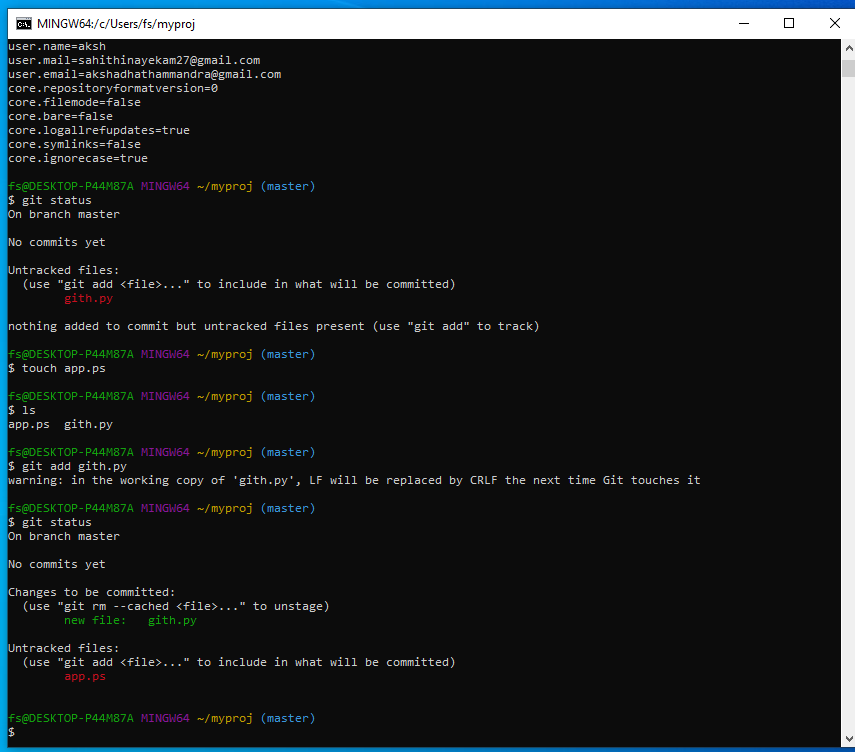 MINGW64:/c/Users/fs/myproj
user.name=aksh
user.mail=sahithinayekam27@gmail.com
user.email=akshadhathammandra@gmail.com
core.repositoryformatversion=0
core.filemode=false
core.bare=false
core.logallrefupdates=true
core.symlinks=false
core.ignorecase=true
fs@DESKTOP-P44M87A MINGW64 ~/myproj (master)
$ git status
On branch master
No commits yet
Untracked files:
  (use "git add <file>..." to include in what will be committed)
        gith.py
nothing added to commit but untracked files present (use "git add" to track)
fs@DESKTOP-P44M87A MINGW64 ~/myproj (master)
$ touch app.ps
fs@DESKTOP-P44M87A MINGW64 ~/myproj (master)
$ ls
app.ps  gith.py
fs@DESKTOP-P44M87A MINGW64 ~/myproj (master)
$ git add gith.py
warning: in the working copy of 'gith.py', LF will be replaced by CRLF the next time Git touches it
fs@DESKTOP-P44M87A MINGW64 ~/myproj (master)
$ git status
On branch master
No commits yet
Changes to be committed:
  (use "git rm --cached <file>..." to unstage)
        new file:   gith.py
Untracked files:
  (use "git add <file>..." to include in what will be committed)
        app.ps
fs@DESKTOP-P44M87A MINGW64 ~/myproj (master)
$